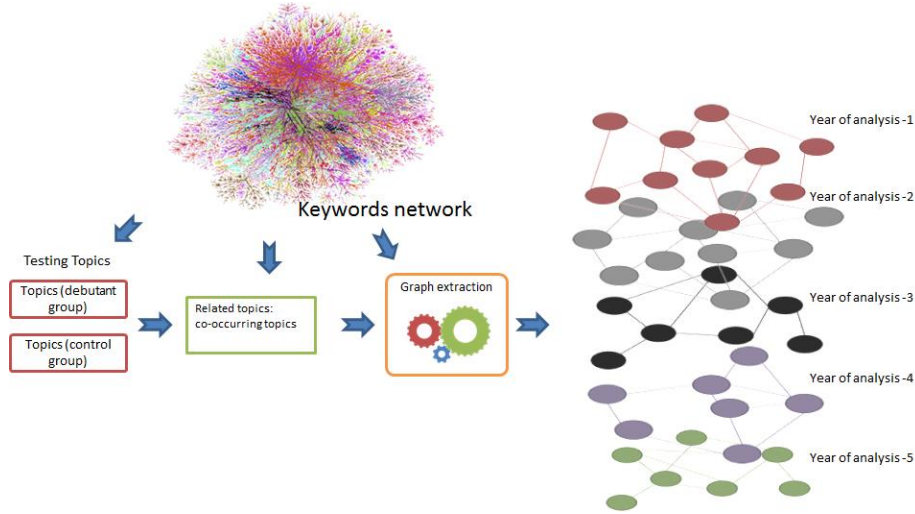 Keywords network
Testing Topics
Topics (debutant
group)
Topics (control
group)
Related topics:
co-occurring topics
Graph extraction
Year of analysis -1
Year of analysis -2
Year of analysis -3
Year of analysis -4
Year of analysis -5